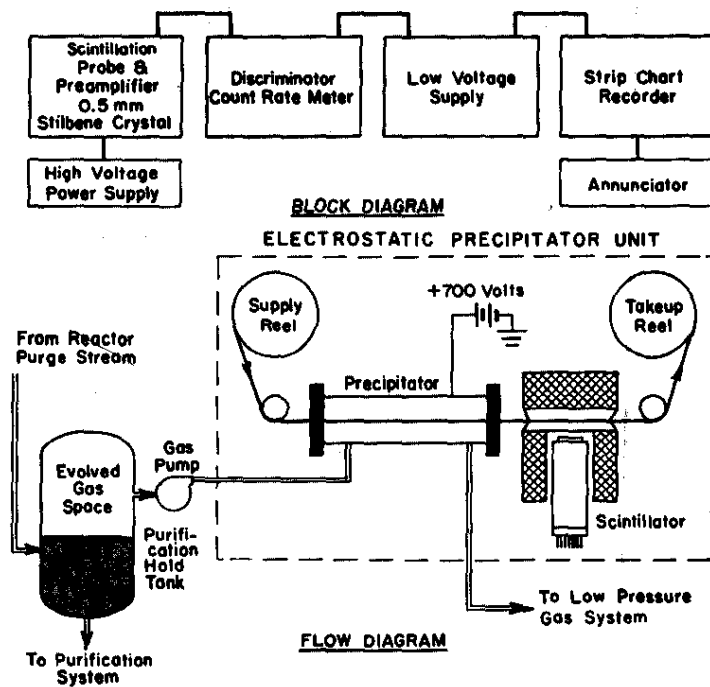 Scintillation
Probe &
Preamplifier
0.5 mm
Stilbene Crystal
Discriminator
Count Rate Meter
Low Voltage
Supply
Strip Chart
Recorder
High Voltage
Power Supply
Annunciator
BLOCK DIAGRAM
ELECTROSTATIC PRECIPITATOR UNIT
Supply
Reel
+700 Volts
Takeup
Reel
From Reactor
Purge Stream
Precipitator
Evolved
Gas
Space
Gas
Pump
Purifi-
cation
Hold
Tank
Scintillator
To Low Pressure
Gas System
FLOW DIAGRAM
To Purification
System